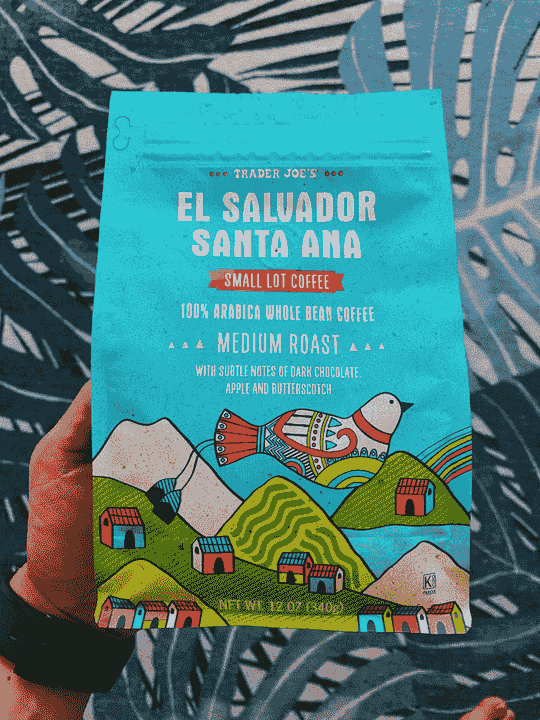 TRADER JOE'S
EL SALVADOR
SANTA ANA
SMALL LOT COFFEE
100% ARABICA WHOLE BEAN COFFEE
MEDIUM ROAST
WITH SUBTLE NOTES OF DARK CHOCOLATE,
APPLE AND BUTTERSCOTCH
K
NET WT. 12 OZ (340g)